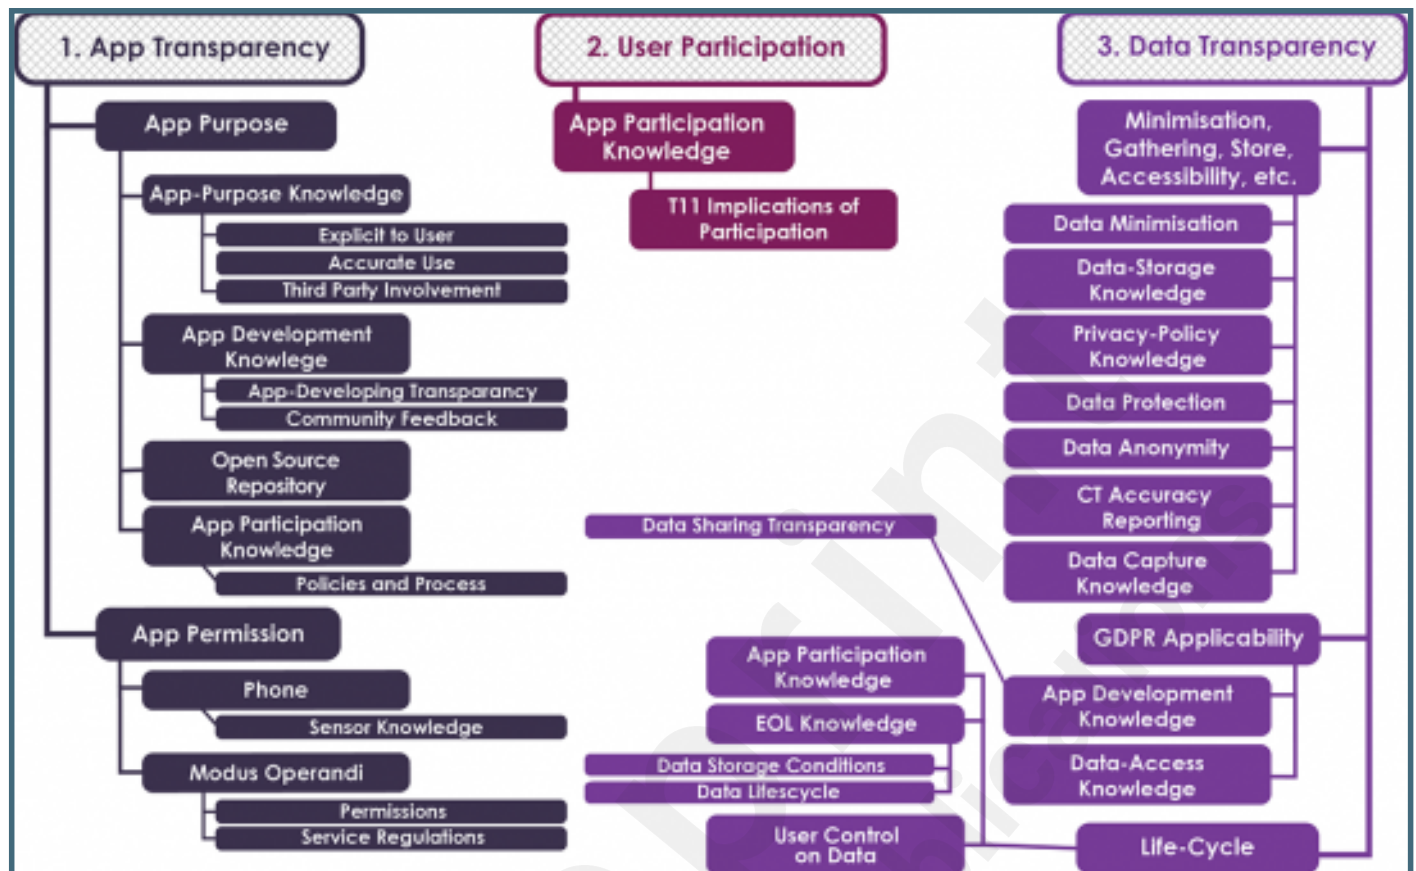 1. App Transparency
App Purpose
App-Purpose Knowledge
Explicit to User
Accurate Use
Third Party Involvement
App Development
Knowlege
App-Developing Transparancy
Community Feedback
Open Source
Repository
App Participation
Knowledge
Policies and Process
App Permission
Phone
Sensor Knowledge
Modus Operandi
Permissions
Service Regulations
2. User Participation
App Participation
Knowledge
T11 Implications of
Participation
3. Data Transparency
Minimisation,
Gathering, Store,
Accessibility, etc.
Data Minimisation
Data-Storage
Knowledge
Privacy-Policy
Knowledge
Data Protection
Data Anonymity
CT Accuracy
Reporting
Data Capture
Knowledge
GDPR Applicability
App Development
Knowledge
Data Sharing Transparency
Data-Access
Knowledge
Life-Cycle
App Participation
Knowledge
EOL Knowledge
Data Storage Conditions
Data Lifescycle
User Control
on Data